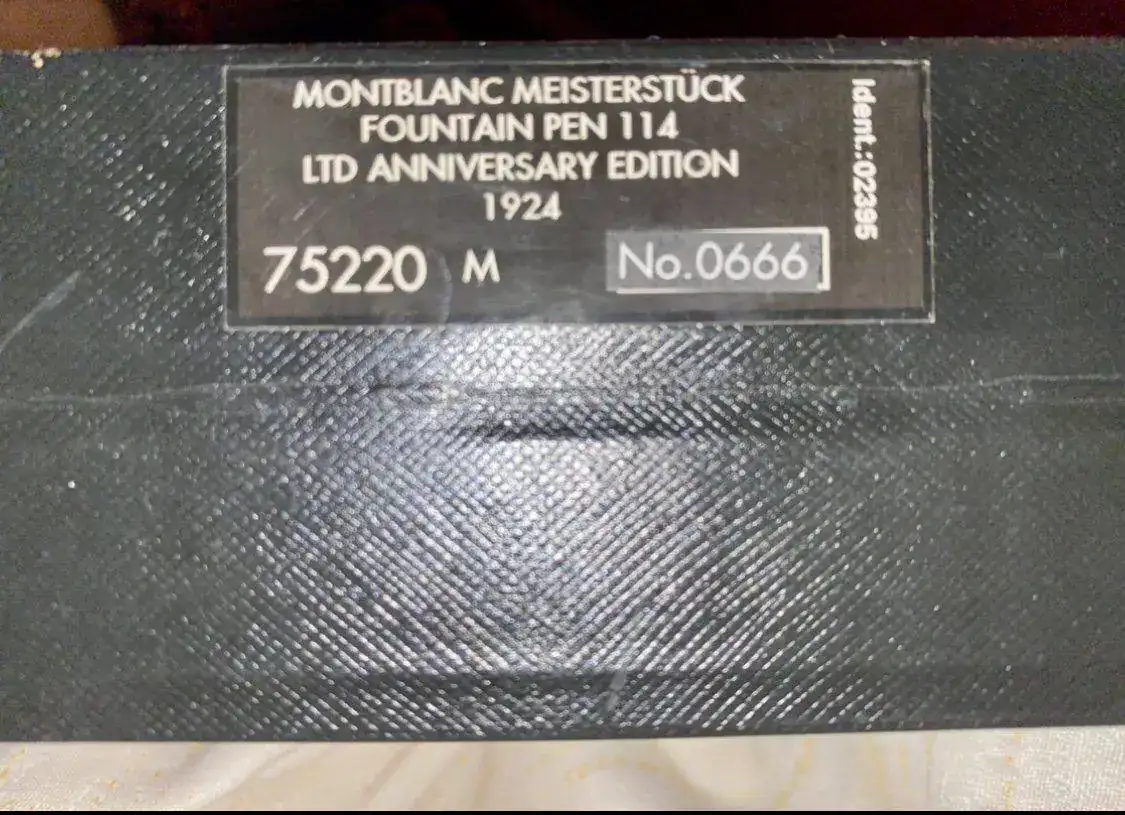 MONTBLANC MEISTERSTÜCK
FOUNTAIN PEN 114
LTD ANNIVERSARY EDITION
1924
75220 M
No.0666
Ident.:02395